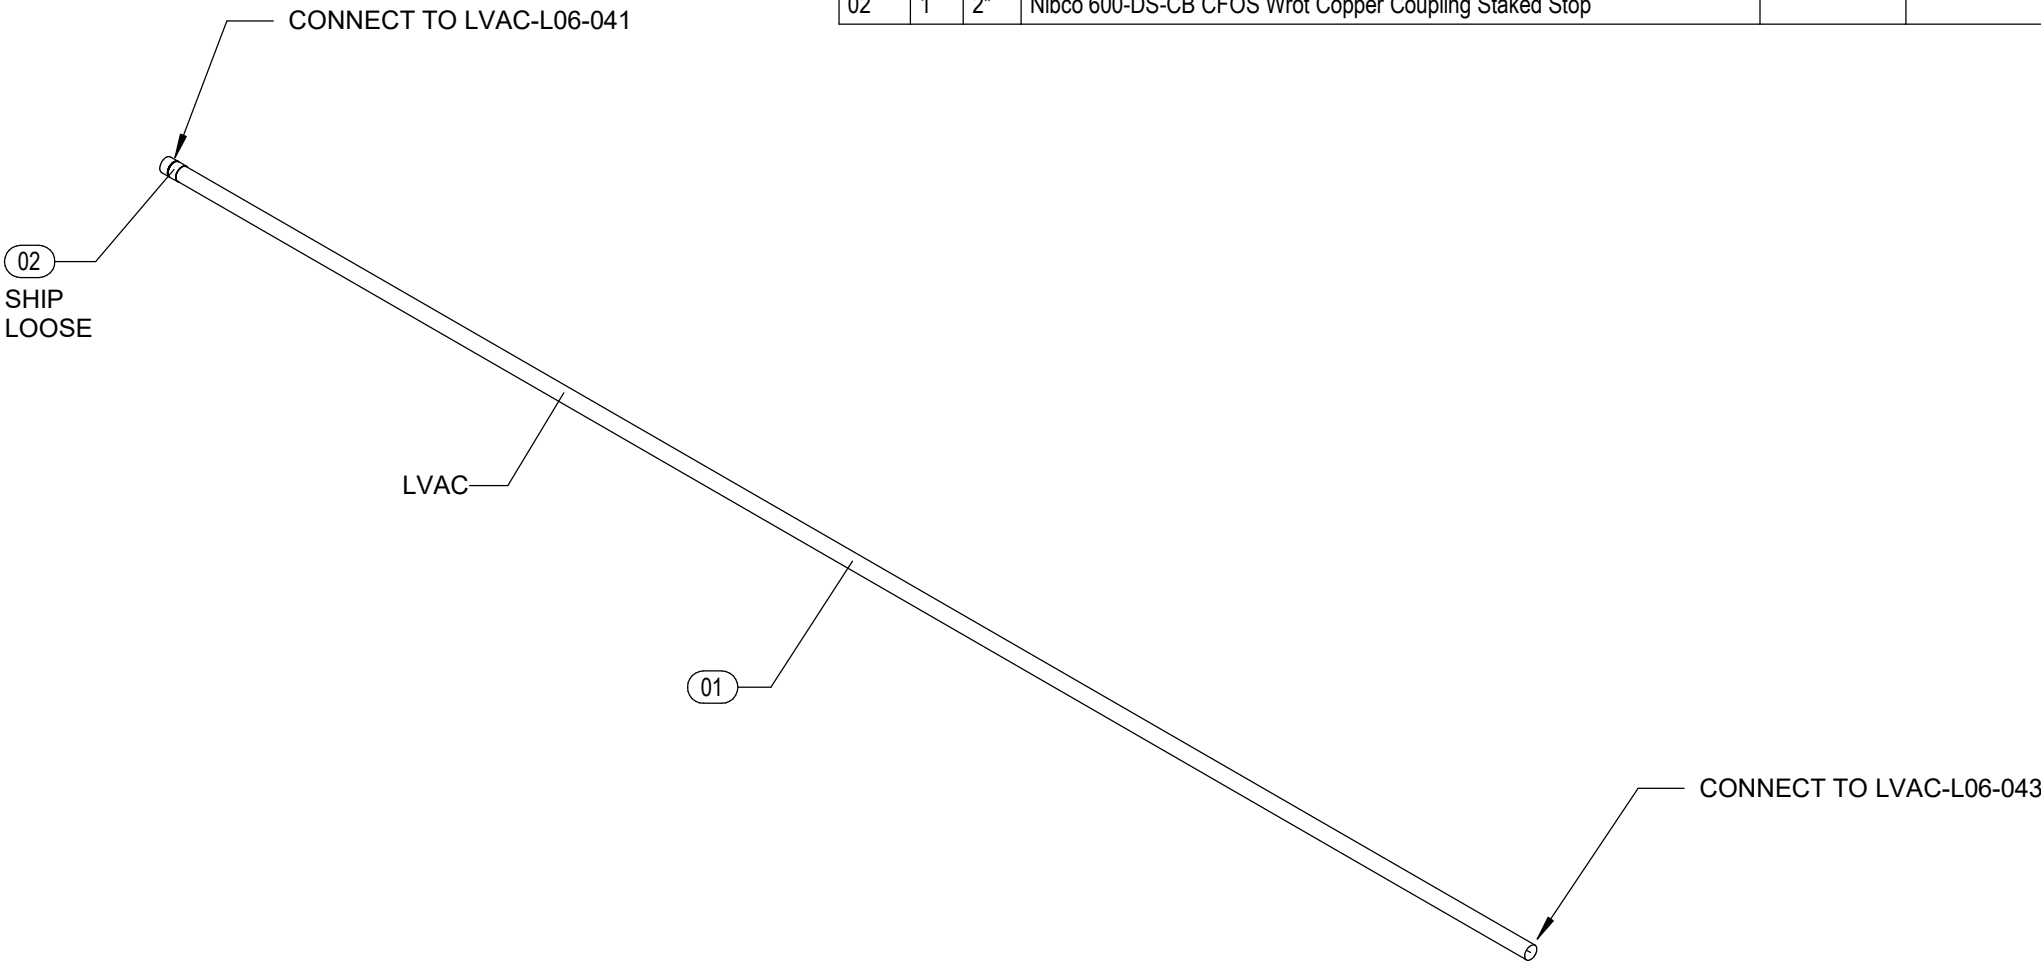 02 1 2" Nibco 600-DS-CB CFOS Wrot Copper Coupling Staked Stop
CONNECT TO LVAC-L06-041
02
SHIP
LOOSE
LVAC
01
CONNECT TO LVAC-L06-043